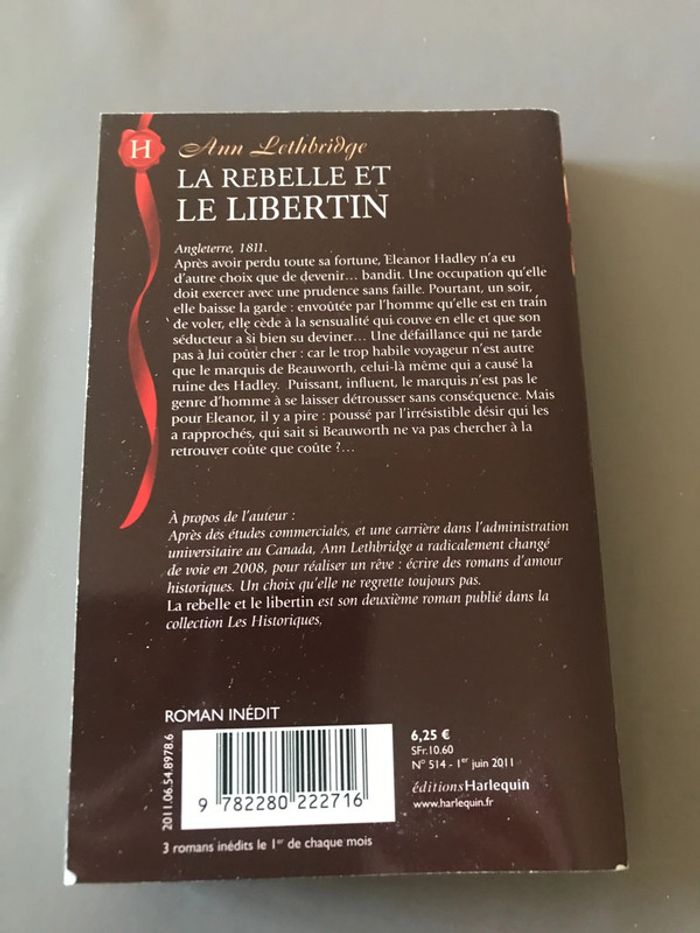 H
Ann Lethbridge
LA REBELLE ET
LE LIBERTIN
Angleterre, 1811.
Après avoir perdu toute sa fortune, Eleanor Hadley n'a eu
d'autre choix que de devenir… bandit. Une occupation qu'elle
doit exercer avec une prudence sans faille. Pourtant, un soir,
elle baisse la garde : envoûtée par l'homme qu'elle est en train
de voler, elle cède à la sensualité qui couve en elle et que son
séducteur a si bien su deviner… Une défaillance qui ne tarde
pas à lui coûter cher : car le trop habile voyageur n'est autre
que le marquis de Beauworth, celui-là même qui a causé la
ruine des Hadley. Puissant, influent, le marquis n'est pas le
genre d'homme à se laisser détrousser sans conséquence. Mais
pour Eleanor, il y a pire : poussé par l'irrésistible désir qui les
a rapprochés, qui sait si Beauworth ne va pas chercher à la
retrouver coûte que coûte ?…
À propos de l'auteur :
Après des études commerciales, et une carrière dans l'administration
universitaire au Canada, Ann Lethbridge a radicalement changé
de voie en 2008, pour réaliser un rêve : écrire des romans d'amour
historiques. Un choix qu'elle ne regrette toujours pas.
La rebelle et le libertin est son deuxième roman publié dans la
collection Les Historiques,
ROMAN INÉDIT
2011.06.54.8978.6
9 782280 222716
6,25 €
SFr. 10.60
N° 514 - 1er juin 2011
éditionsHarlequin
www.harlequin.fr
3 romans inédits le 1er de chaque mois